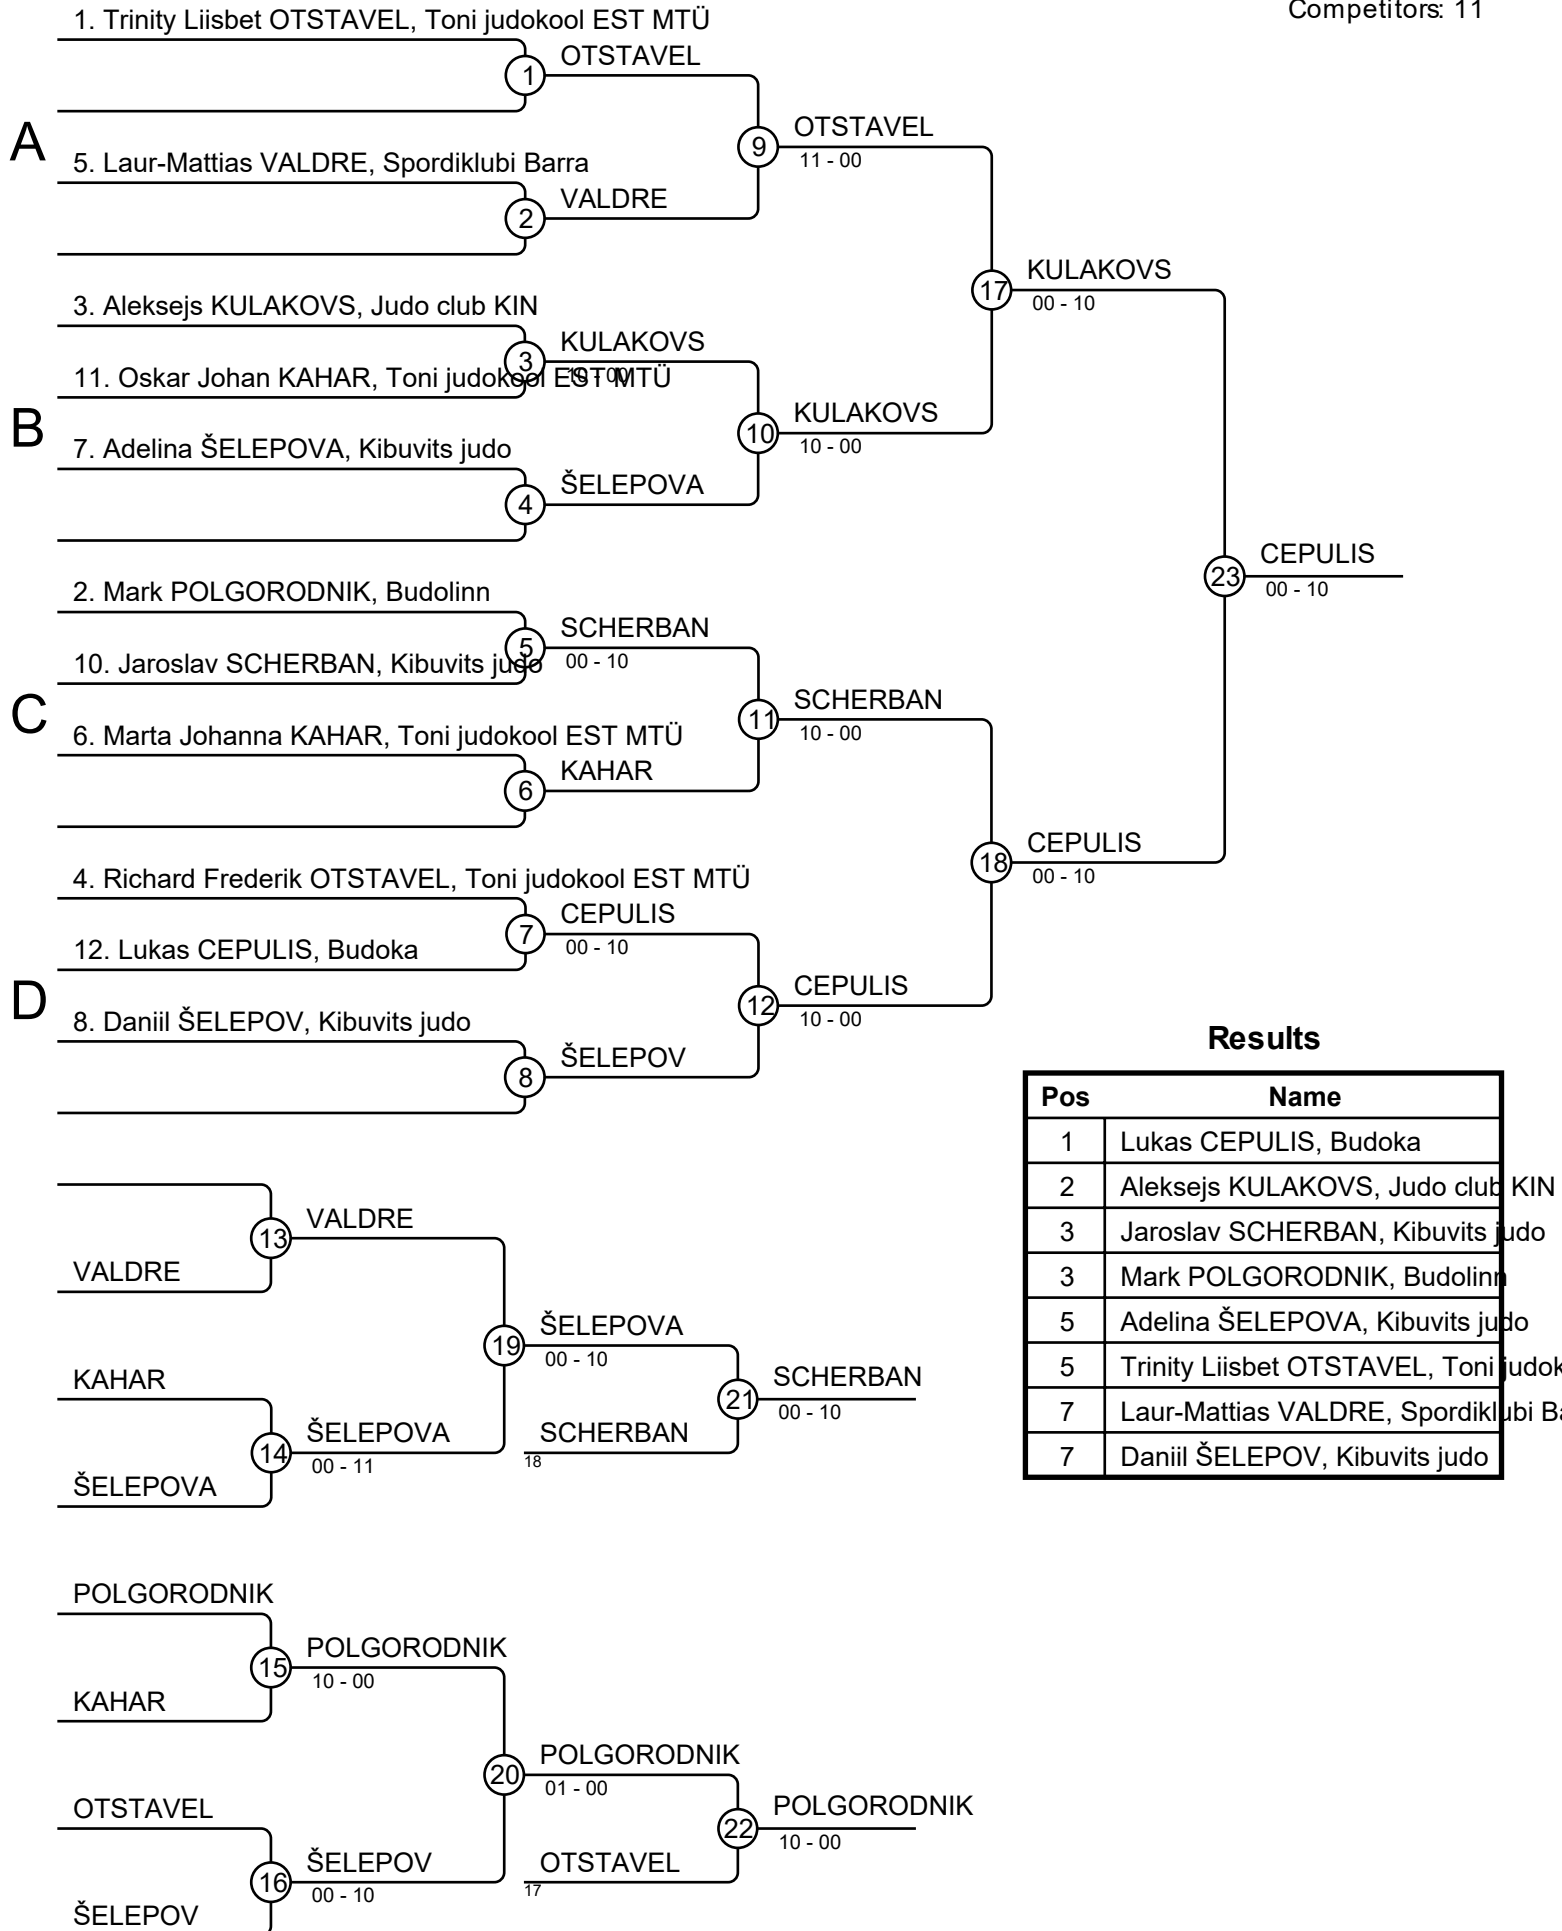 Competitors: 11
1. Trinity Liisbet OTSTAVEL, Toni judokool EST MTÜ
1
OTSTAVEL
A
5. Laur-Mattias VALDRE, Spordiklubi Barra
2
VALDRE
9
OTSTAVEL
11 - 00
3. Aleksejs KULAKOVS, Judo club KIN
3
KULAKOVS
10 - 00
11. Oskar Johan KAHAR, Toni judokool EST MTÜ
B
7. Adelina ŠELEPOVA, Kibuvits judo
4
ŠELEPOVA
10
KULAKOVS
10 - 00
17
KULAKOVS
00 - 10
2. Mark POLGORODNIK, Budolinn
5
SCHERBAN
00 - 10
10. Jaroslav SCHERBAN, Kibuvits judo
C
6. Marta Johanna KAHAR, Toni judokool EST MTÜ
6
KAHAR
11
SCHERBAN
10 - 00
4. Richard Frederik OTSTAVEL, Toni judokool EST MTÜ
7
CEPULIS
00 - 10
12. Lukas CEPULIS, Budoka
D
8. Daniil ŠELEPOV, Kibuvits judo
8
ŠELEPOV
12
CEPULIS
10 - 00
18
CEPULIS
00 - 10
23
CEPULIS
00 - 10
13
VALDRE
VALDRE
KAHAR
14
ŠELEPOVA
00 - 11
ŠELEPOVA
19
ŠELEPOVA
00 - 10
SCHERBAN
18
21
SCHERBAN
00 - 10
POLGORODNIK
15
POLGORODNIK
10 - 00
KAHAR
OTSTAVEL
16
ŠELEPOV
00 - 10
ŠELEPOV
20
POLGORODNIK
01 - 00
OTSTAVEL
17
22
POLGORODNIK
10 - 00
Results
Pos Name
1 Lukas CEPULIS, Budoka
2 Aleksejs KULAKOVS, Judo club KIN
3 Jaroslav SCHERBAN, Kibuvits judo
3 Mark POLGORODNIK, Budolinn
5 Adelina ŠELEPOVA, Kibuvits judo
5 Trinity Liisbet OTSTAVEL, Toni judok
7 Laur-Mattias VALDRE, Spordiklubi Ba
7 Daniil ŠELEPOV, Kibuvits judo